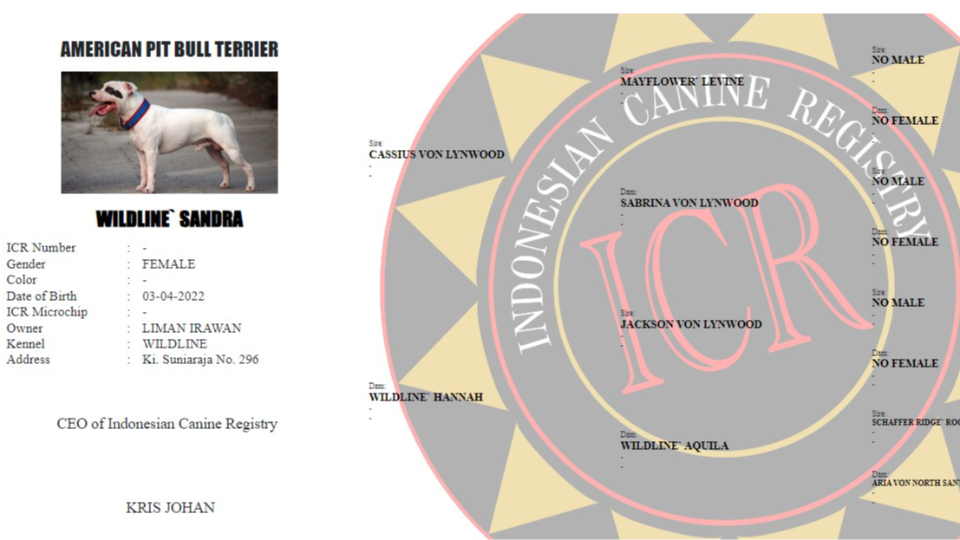 AMERICAN PIT BULL TERRIER
WILDLINE` SANDRA
ICR Number : -
Gender : FEMALE
Color : -
Date of Birth : 03-04-2022
ICR Microchip : -
Owner : LIMAN IRAWAN
Kennel : WILDLINE
Address : Ki. Suniaraja No. 296
CEO of Indonesian Canine Registry
KRIS JOHAN
INDONESIAN CANINE REGISTRY
ICR
Sire:
CASSIUS VON LYNWOOD
-
-
Dam:
WILDLINE` HANNAH
-
-
Sire:
MAYFLOWER` LEVINE
-
-
Dam:
SABRINA VON LYNWOOD
-
-
Sire:
JACKSON VON LYNWOOD
-
-
Dam:
WILDLINE` AQUILA
-
-
Sire:
NO MALE
-
-
Dam:
NO FEMALE
-
-
Sire:
NO MALE
-
-
Dam:
NO FEMALE
-
-
Sire:
NO MALE
-
-
Dam:
NO FEMALE
-
-
Sire:
SCHAFFER RIDGE`
-
-
Dam:
ARIA VON NORTH
-
-